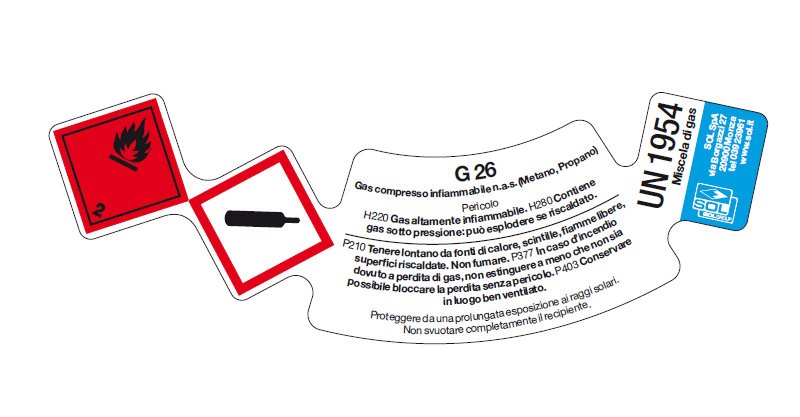 2
G 26
Gas compresso infiammabile n.a.s. (Metano, Propano)
Pericolo
H220 Gas altamente infiammabile. H280 Contiene
gas sotto pressione: può esplodere se riscaldato.
P210 Tenere lontano da fonti di calore, scintille, fiamme libere,
superfici riscaldate. Non fumare. P377 In caso d'incendio
dovuto a perdita di gas, non estinguere a meno che non sia
possibile bloccare la perdita senza pericolo. P403 Conservare
in luogo ben ventilato.
Proteggere da una prolungata esposizione ai raggi solari.
Non svuotare completamente il recipiente.
UN 1954
Miscela di gas
SOL SpA
via Borgazzi 27
20900 Monza
tel 039 23961
www.sol.it
SOL